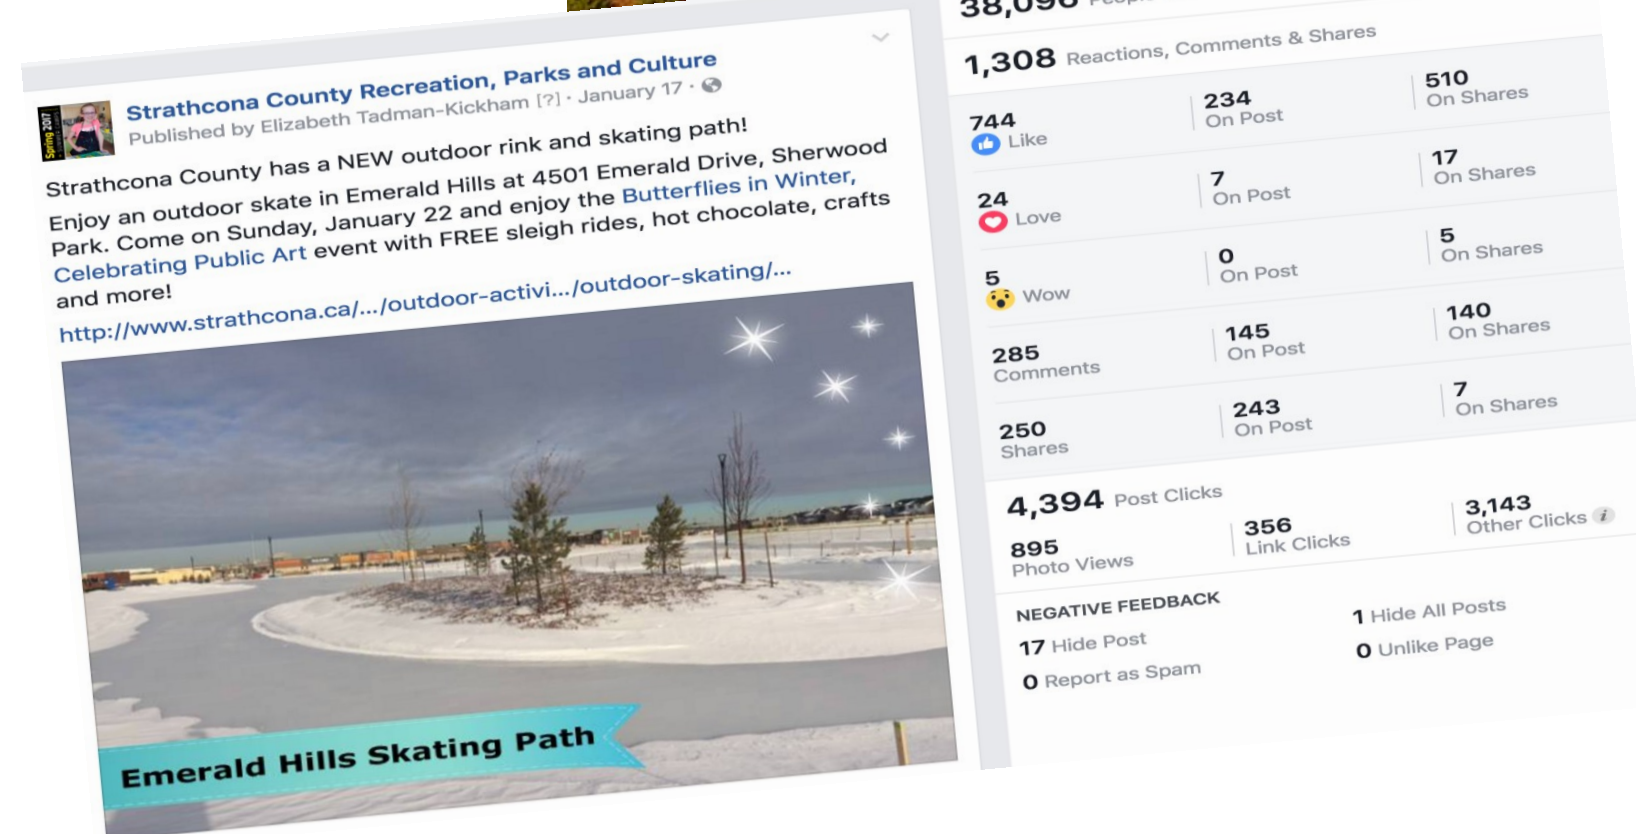 Strathcona County Recreation, Parks and Culture
Published by Elizabeth Tadman-Kickham [?] · January 17 ·
Spring 2017
Strathcona County has a NEW outdoor rink and skating path!
Enjoy an outdoor skate in Emerald Hills at 4501 Emerald Drive, Sherwood
Park. Come on Sunday, January 22 and enjoy the Butterflies in Winter,
Celebrating Public Art event with FREE sleigh rides, hot chocolate, crafts
and more!
http://www.strathcona.ca/.../outdoor-activi.../outdoor-skating/...
Emerald Hills Skating Path
38,096
1,308 Reactions, Comments & Shares
744 234 510
Like On Post On Shares
24 7 17
Love On Post On Shares
5 0 5
Wow On Post On Shares
285 145 140
Comments On Post On Shares
250 243 7
Shares On Post On Shares
4,394 Post Clicks
895 356 3,143
Photo Views Link Clicks Other Clicks i
NEGATIVE FEEDBACK
17 Hide Post 1 Hide All Posts
0 Report as Spam 0 Unlike Page